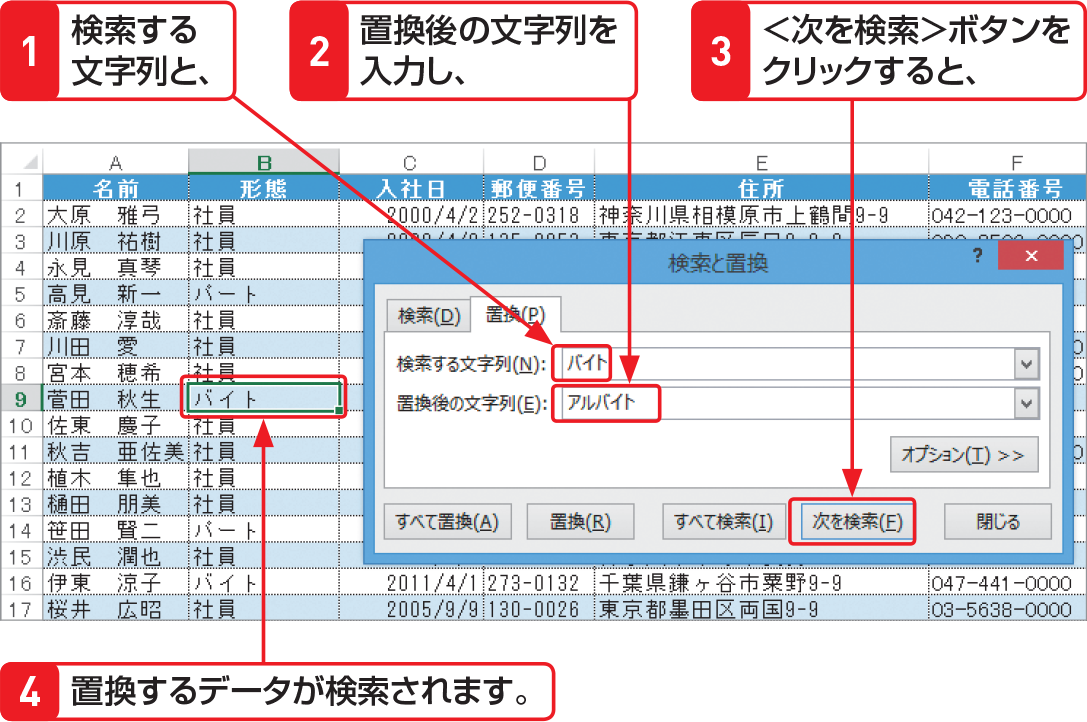 1 検索する
文字列と、
2 置換後の文字列を
入力し、
3 <次を検索>ボタンを
クリックすると、
A B C D E F
1 名前 形態 入社日 郵便番号 住所 電話番号
2 大原 雅弓 社員 2000/4/2 252-0318 神奈川県相模原市上鶴間9-9 042-123-0000
3 川原 祐樹 社員
4 永見 真琴 社員
5 高見 新一 パート
6 斎藤 淳哉 社員
7 川田 愛 社員
8 宮本 穂希 社員
9 菅田 秋生 バイト
10 佐東 慶子 社員
11 秋吉 亜佐美 社員
12 植木 隼也 社員
13 樋田 朋美 社員
14 笹田 賢二 パート
15 渋民 潤也 社員
16 伊東 涼子 バイト 2011/4/1 273-0132 千葉県鎌ヶ谷市粟野9-9 047-441-0000
17 桜井 広昭 社員 2005/9/9 130-0026 東京都墨田区両国9-9 03-5638-0000
検索と置換 ? ×
検索(D) 置換(P)
検索する文字列(N): バイト
置換後の文字列(E): アルバイト
オプション(T) >>
すべて置換(A) 置換(R) すべて検索(I) 次を検索(F) 閉じる
4 置換するデータが検索されます。